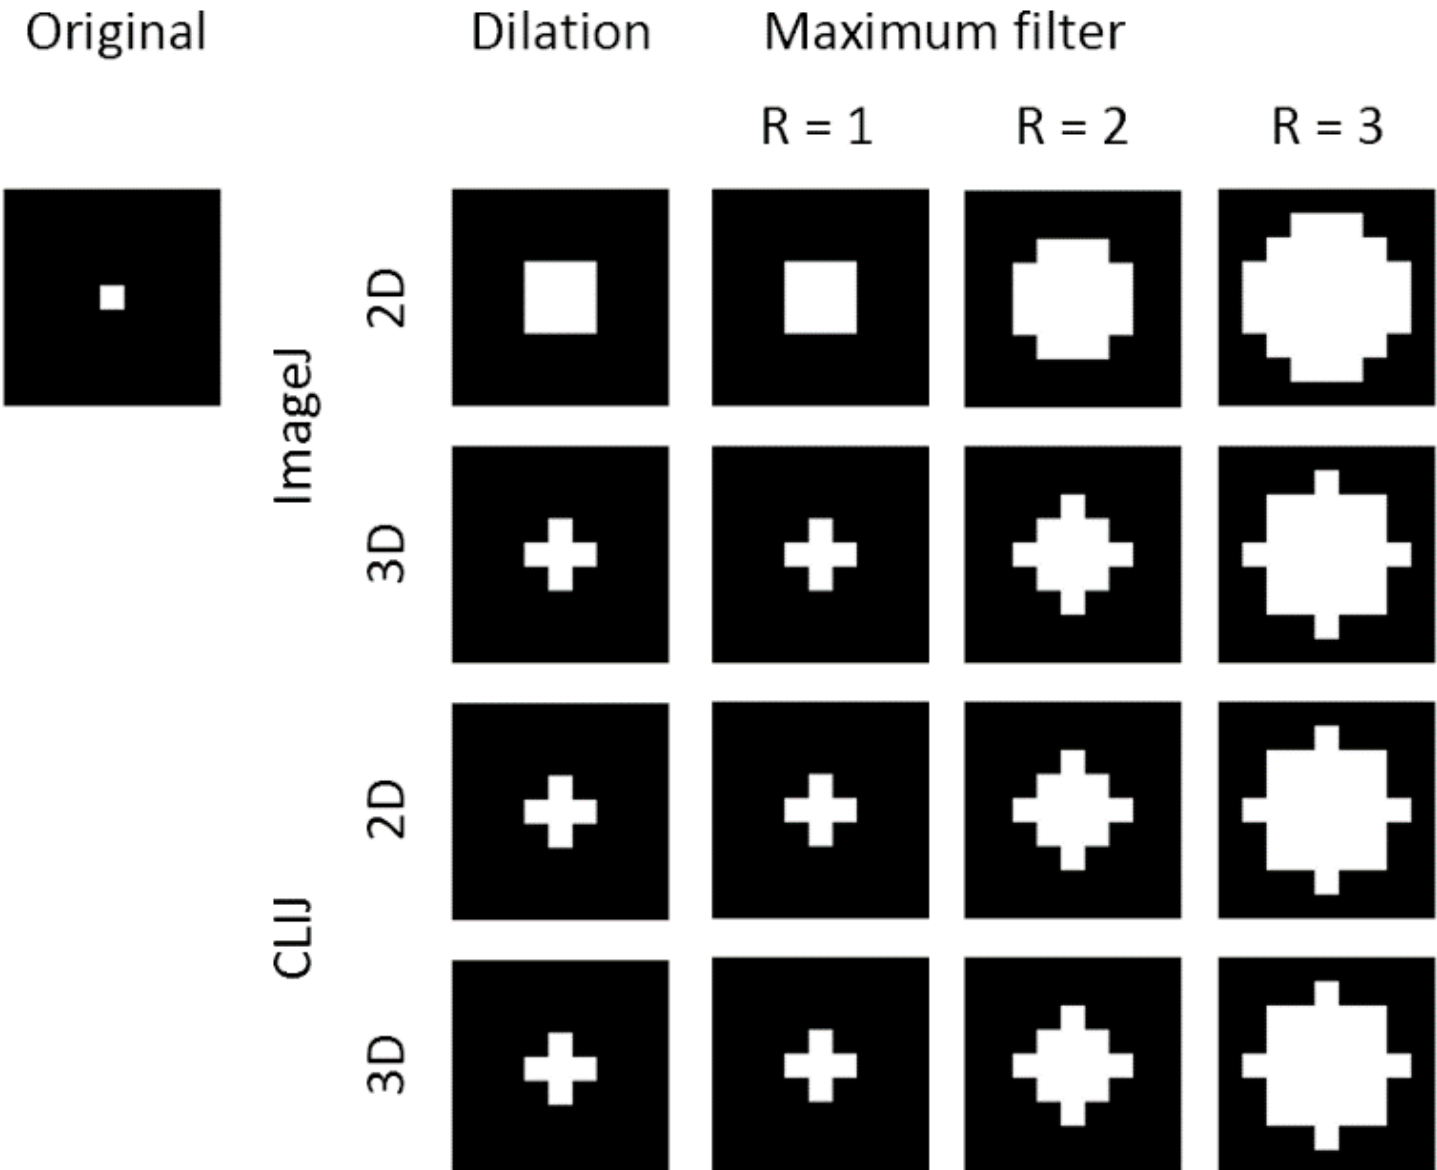 Original
Dilation
Maximum filter
R = 1
R = 2
R = 3
ImageJ
2D
3D
CLIJ
2D
3D